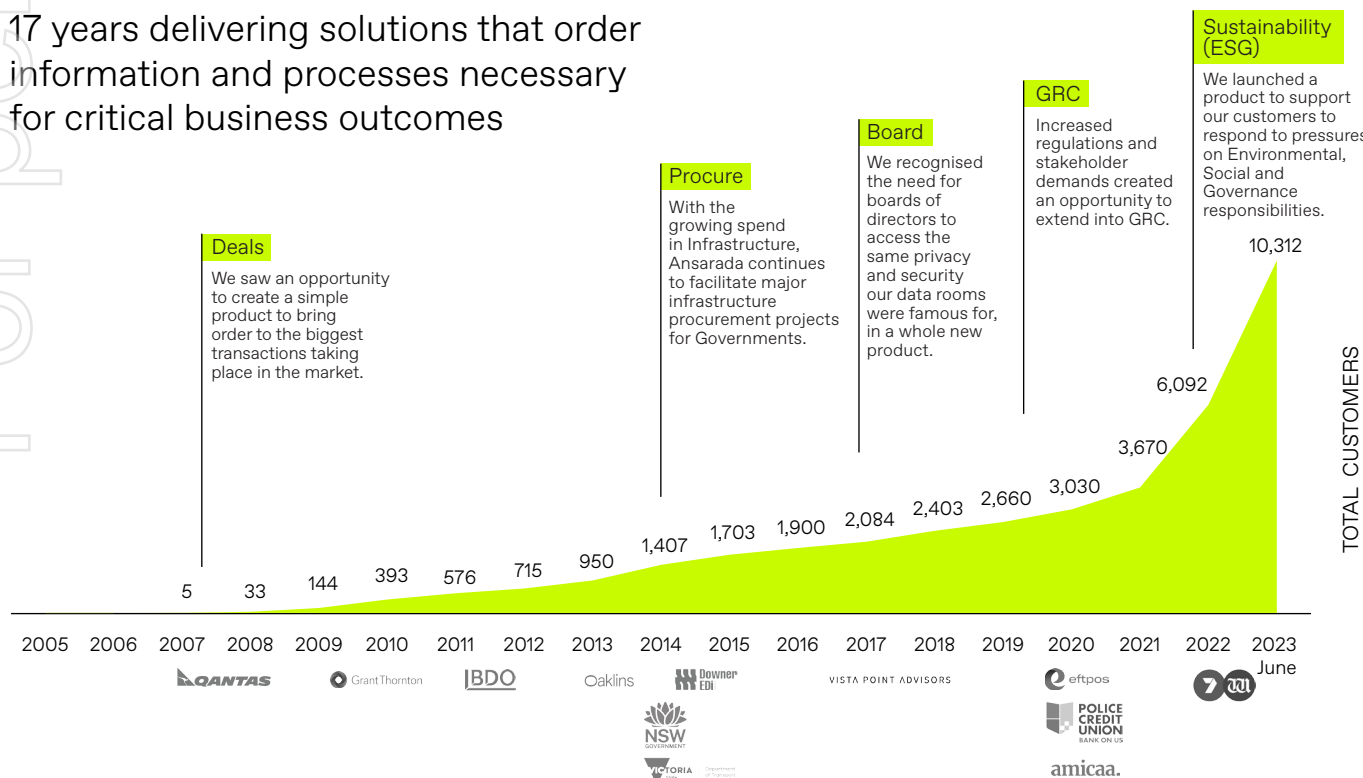 17 years delivering solutions that order
information and processes necessary
for critical business outcomes
Deals
We saw an opportunity
to create a simple
product to bring
order to the biggest
transactions taking
place in the market.
Procure
With the
growing spend
in Infrastructure,
Ansarada continues
to facilitate major
infrastructure
procurement projects
for Governments.
Board
We recognised
the need for
boards of
directors to
access the
same privacy
and security
our data rooms
were famous for,
in a whole new
product.
GRC
Increased
regulations and
stakeholder
demands created
an opportunity to
extend into GRC.
Sustainability
(ESG)
We launched a
product to support
our customers to
respond to pressures
on Environmental,
Social and
Governance
responsibilities.
5
33
144
393
576
715
950
1,407
1,703
1,900
2,084
2,403
2,660
3,030
3,670
6,092
10,312
TOTAL CUSTOMERS
2005 2006 2007 2008 2009 2010 2011 2012 2013 2014 2015 2016 2017 2018 2019 2020 2021 2022 2023
June
QANTAS
Grant Thornton
BDO
Oaklins
Downer
EDi
NSW
GOVERNMENT
VICTORIA
Department
of Transport
VISTA POINT ADVISORS
eftpos
POLICE
CREDIT
UNION
BANK ON US
amicaa.
7